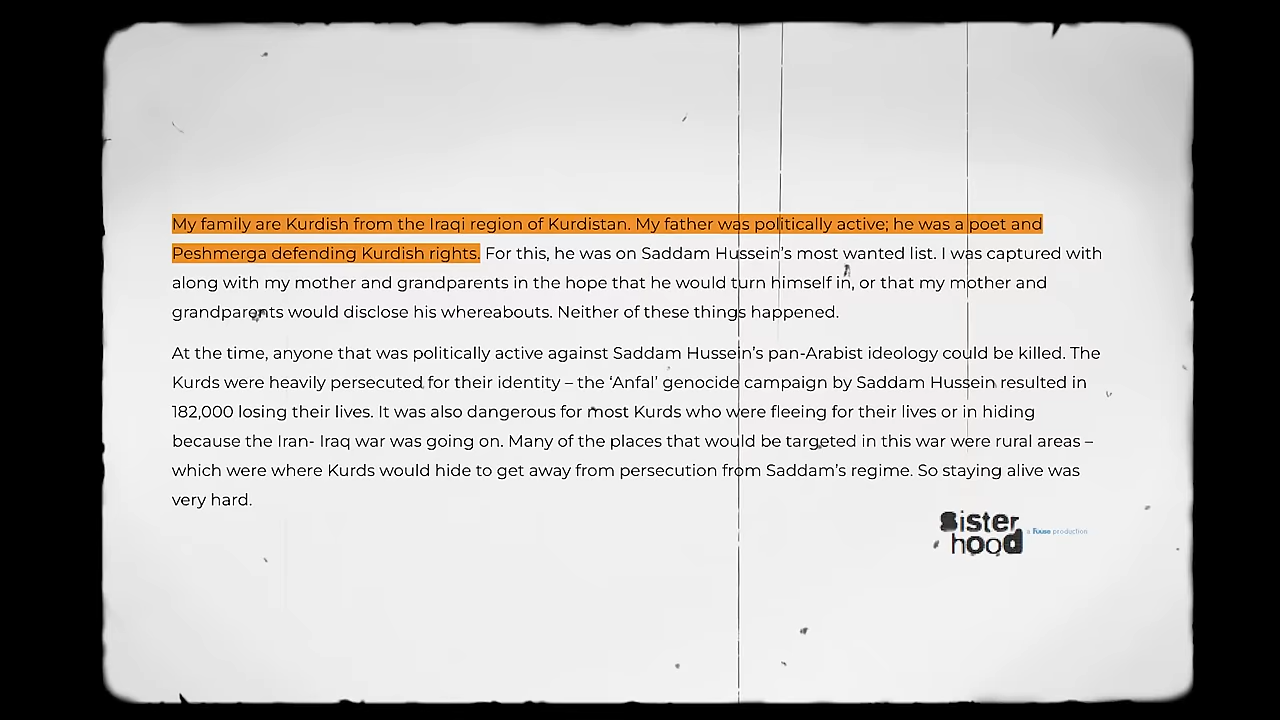 My family are Kurdish from the Iraqi region of Kurdistan. My father was politically active; he was a poet and
Peshmerga defending Kurdish rights. For this, he was on Saddam Hussein's most wanted list. I was captured with
along with my mother and grandparents in the hope that he would turn himself in, or that my mother and
grandparents would disclose his whereabouts. Neither of these things happened.
At the time, anyone that was politically active against Saddam Hussein's pan-Arabist ideology could be killed. The
Kurds were heavily persecuted for their identity – the 'Anfal' genocide campaign by Saddam Hussein resulted in
182,000 losing their lives. It was also dangerous for most Kurds who were fleeing for their lives or in hiding
because the Iran- Iraq war was going on. Many of the places that would be targeted in this war were rural areas –
which were where Kurds would hide to get away from persecution from Saddam's regime. So staying alive was
very hard.
Sister
hood
a Fuuse production